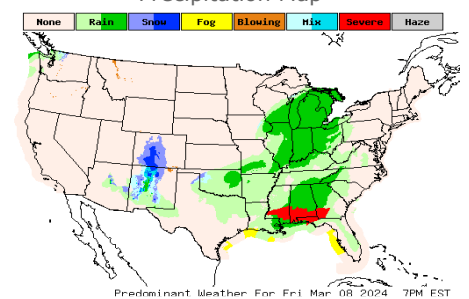 Precipitation Map
None Rain Snow Fog Blowing Mix Severe Haze
Predominant Weather For Fri Mar 08 2024 7PM EST